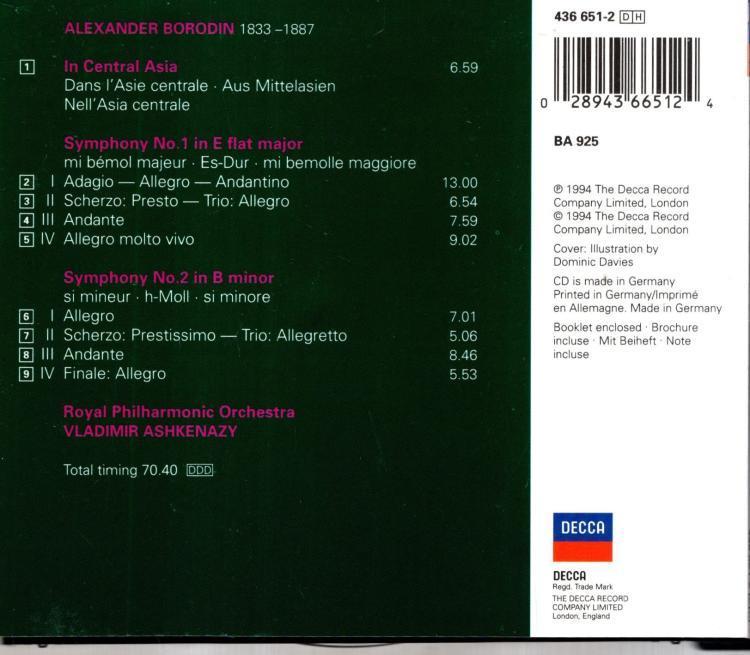 ALEXANDER BORODIN 1833 –1887
1 In Central Asia 6.59
Dans l'Asie centrale · Aus Mittelasien
Nell'Asia centrale
Symphony No.1 in E flat major
mi bémol majeur · Es-Dur · mi bemolle maggiore
2 I Adagio — Allegro — Andantino 13.00
3 II Scherzo: Presto — Trio: Allegro 6.54
4 III Andante 7.59
5 IV Allegro molto vivo 9.02
Symphony No.2 in B minor
si mineur · h-Moll · si minore
6 I Allegro 7.01
7 II Scherzo: Prestissimo — Trio: Allegretto 5.06
8 III Andante 8.46
9 IV Finale: Allegro 5.53
Royal Philharmonic Orchestra
VLADIMIR ASHKENAZY
Total timing 70.40 DDD
436 651-2 DH
0 28943 66512 4
BA 925
℗ 1994 The Decca Record
Company Limited, London
© 1994 The Decca Record
Company Limited, London
Cover: Illustration by
Dominic Davies
CD is made in Germany
Printed in Germany/Imprimé
en Allemagne. Made in Germany
Booklet enclosed · Brochure
incluse · Mit Beiheft · Note
incluse
DECCA
DECCA
Regd. Trade Mark
THE DECCA RECORD
COMPANY LIMITED
London, England